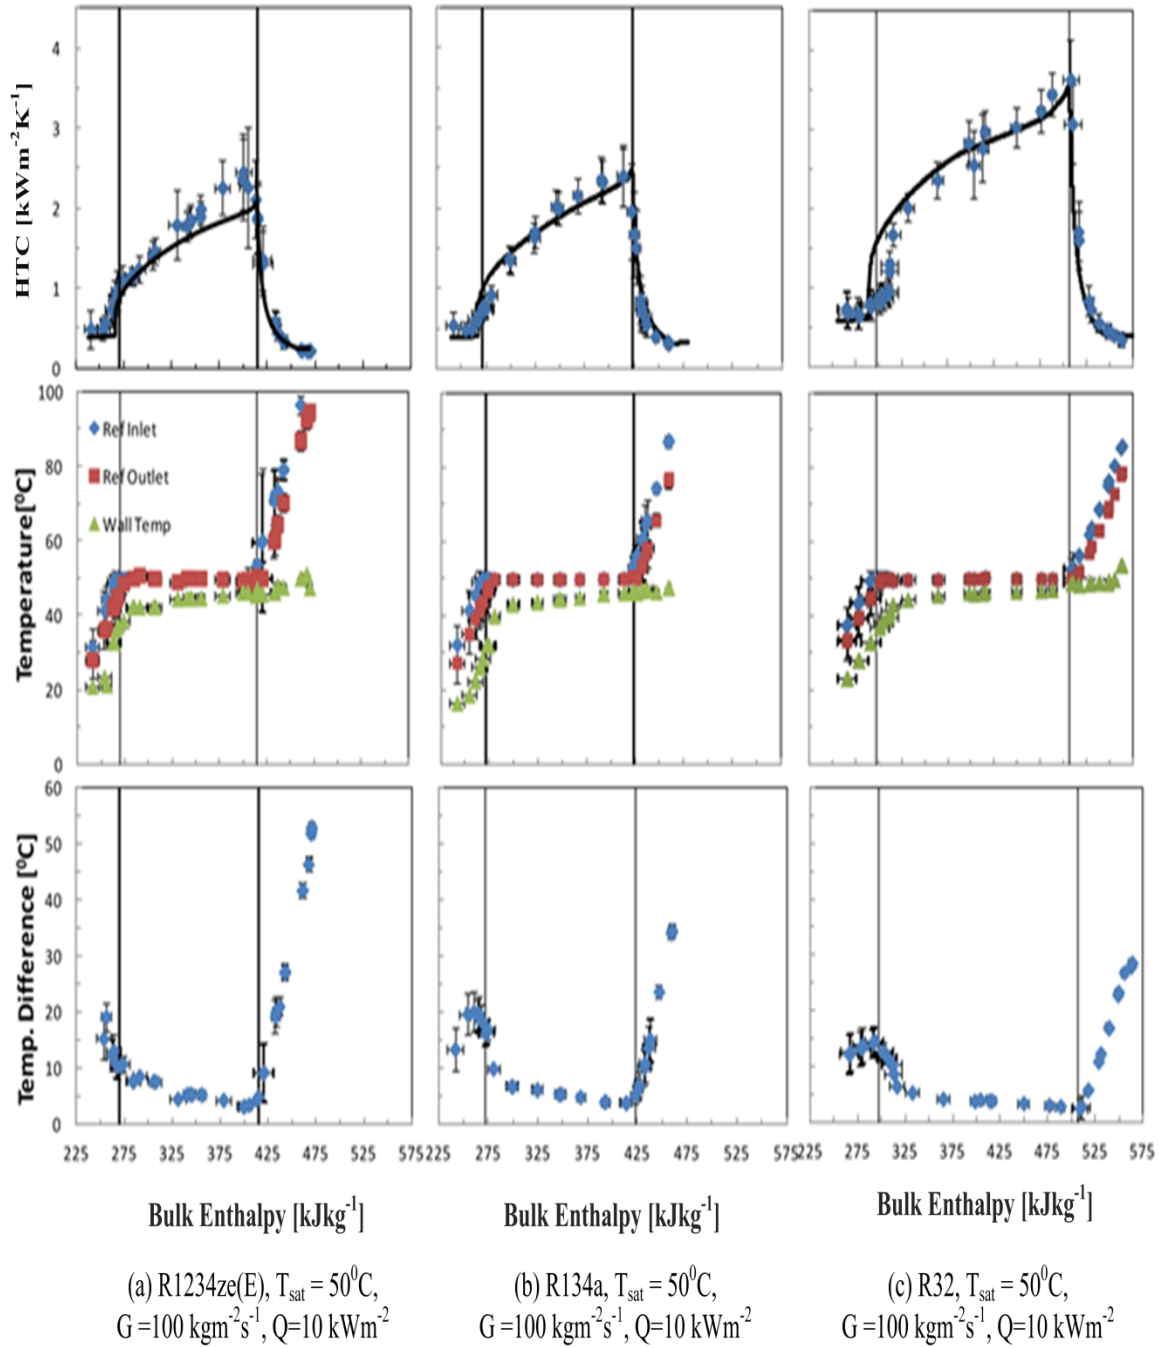 HTC [kWm⁻²K⁻¹]
4
3
2
1
0
Temperature[⁰C]
100
80
60
40
20
0
Ref Inlet
Ref Outlet
Wall Temp
Temp. Difference [⁰C]
60
50
40
30
20
10
0
225 275 325 375 425 475 525 575
225 275 325 375 425 475 525 575
225 275 325 375 425 475 525 575
Bulk Enthalpy [kJkg⁻¹]
Bulk Enthalpy [kJkg⁻¹]
Bulk Enthalpy [kJkg⁻¹]
(a) R1234ze(E), Tsat = 50⁰C,
G =100 kgm⁻²s⁻¹, Q=10 kWm⁻²
(b) R134a, Tsat = 50⁰C,
G =100 kgm⁻²s⁻¹, Q=10 kWm⁻²
(c) R32, Tsat = 50⁰C,
G =100 kgm⁻²s⁻¹, Q=10 kWm⁻²